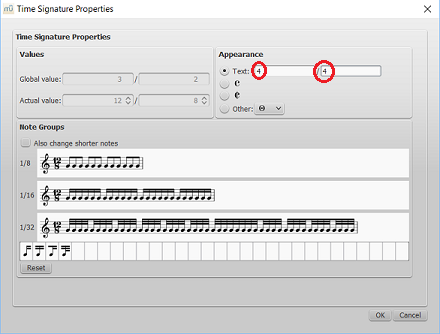 Time Signature Properties
Time Signature Properties
Values
Global value: 3 / 2
Actual value: 12 / 8
Appearance
Text: 4 / 4
Other:
Note Groups
Also change shorter notes
1/8
1/16
1/32
Reset
OK Cancel